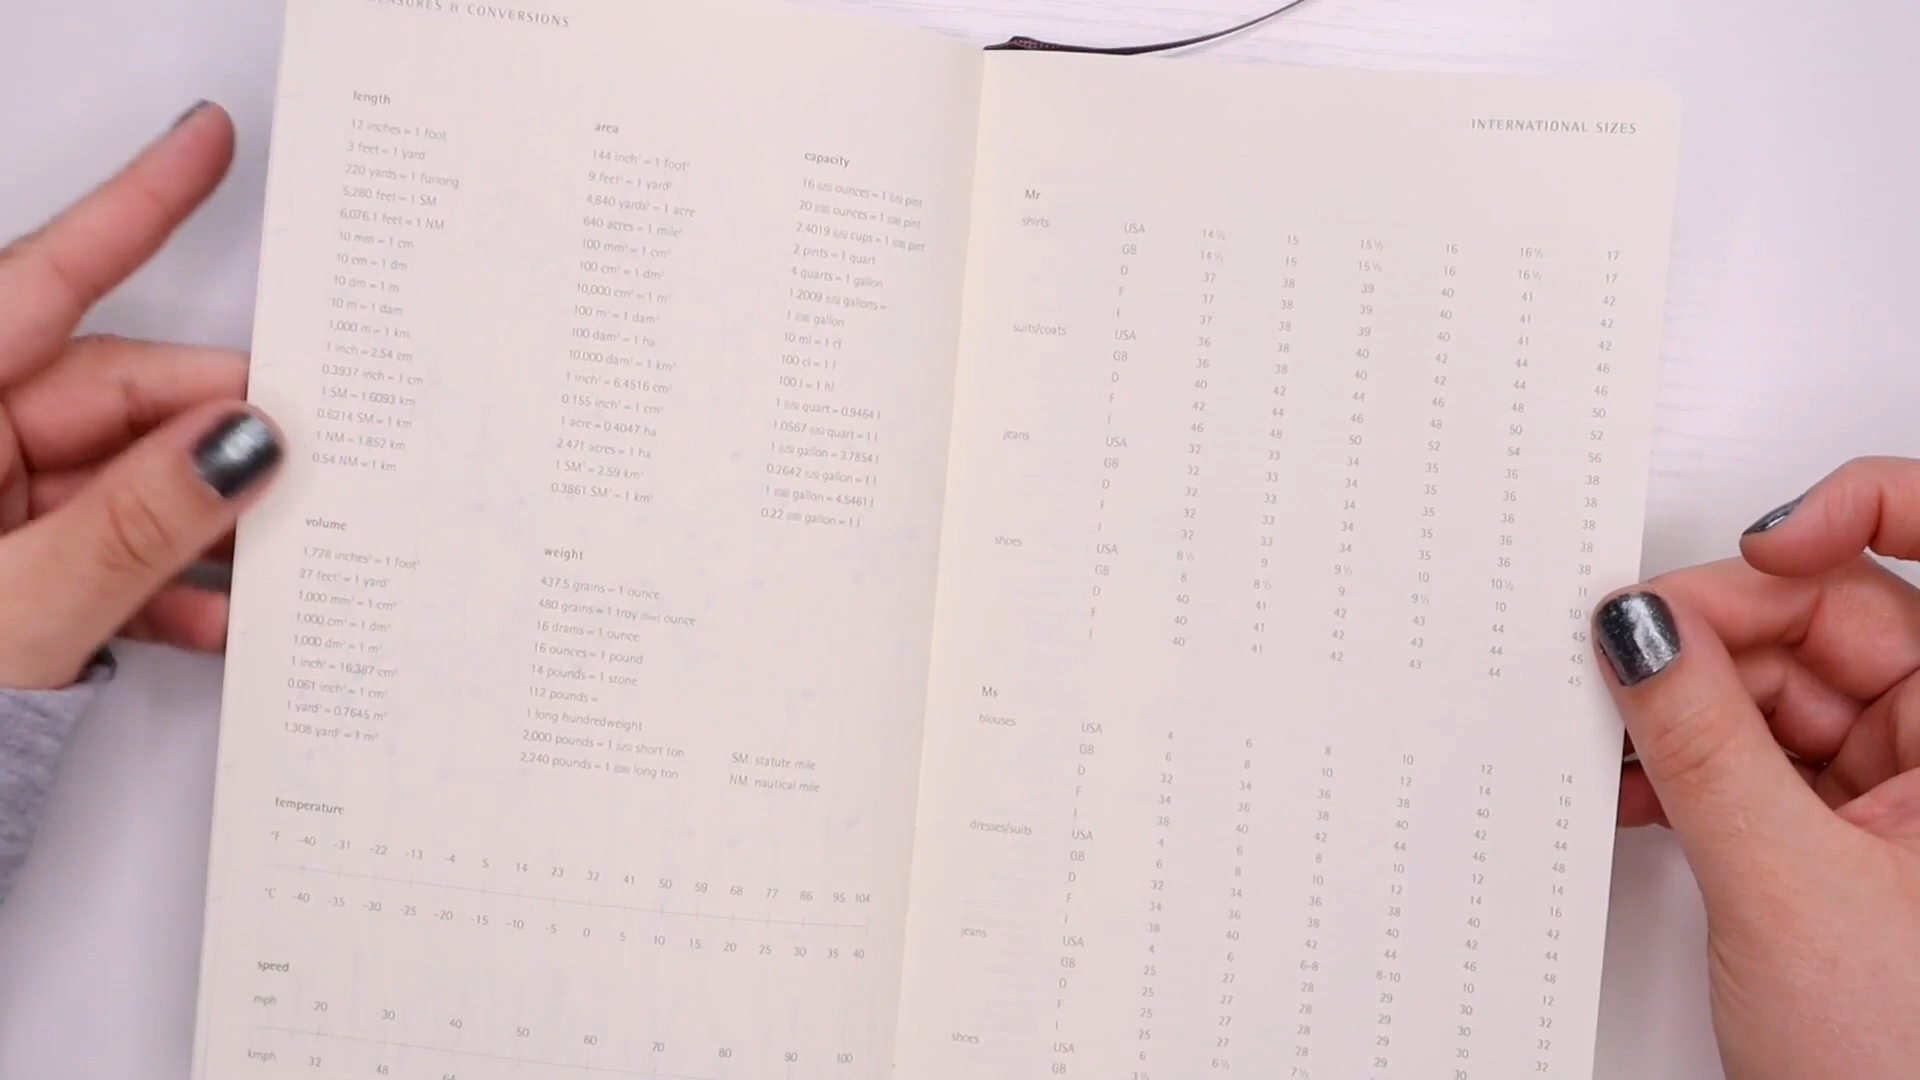 MEASURES & CONVERSIONS
length
12 inches = 1 foot
3 feet = 1 yard
220 yards = 1 furlong
5,280 feet = 1 SM
6,076.1 feet = 1 NM
10 mm = 1 cm
10 cm = 1 dm
10 dm = 1 m
10 m = 1 dam
1,000 m = 1 km
1 inch = 2.54 cm
0.3937 inch = 1 cm
1 SM = 1.6093 km
0.6214 SM = 1 km
1 NM = 1.852 km
0.54 NM = 1 km
area
144 inch² = 1 foot²
9 feet² = 1 yard²
4,840 yards² = 1 acre
640 acres = 1 mile²
100 mm² = 1 cm²
100 cm² = 1 dm²
10,000 cm² = 1 m²
100 m² = 1 dam²
100 dam² = 1 ha
10,000 dam² = 1 km²
1 inch² = 6.4516 cm²
0.155 inch² = 1 cm²
1 acre = 0.4047 ha
2.471 acres = 1 ha
1 SM² = 2.59 km²
0.3861 SM² = 1 km²
capacity
16 (US) ounces = 1 (US) pint
20 (GB) ounces = 1 (GB) pint
2.4019 (US) cups = 1 (GB) pint
2 pints = 1 quart
4 quarts = 1 gallon
1.2009 (US) gallons =
1 (GB) gallon
10 ml = 1 cl
100 cl = 1 l
100 l = 1 hl
1 (US) quart = 0.9464 l
1.0567 (US) quart = 1 l
1 (US) gallon = 3.7854 l
0.2642 (US) gallon = 1 l
1 (GB) gallon = 4.5461 l
0.22 (GB) gallon = 1 l
volume
1,728 inches³ = 1 foot³
27 feet³ = 1 yard³
1,000 mm³ = 1 cm³
1,000 cm³ = 1 dm³
1,000 dm³ = 1 m³
1 inch³ = 16.387 cm³
0.061 inch³ = 1 cm³
1 yard³ = 0.7645 m³
1.308 yard³ = 1 m³
weight
437.5 grains = 1 ounce
480 grains = 1 troy (fine) ounce
16 drams = 1 ounce
16 ounces = 1 pound
14 pounds = 1 stone
112 pounds =
1 long hundredweight
2,000 pounds = 1 (US) short ton
2,240 pounds = 1 (GB) long ton
SM: statute mile
NM: nautical mile
temperature
°F -40 -31 -22 -13 -4 5 14 23 32 41 50 59 68 77 86 95 104
°C -40 -35 -30 -25 -20 -15 -10 -5 0 5 10 15 20 25 30 35 40
speed
mph 20 30 40 50 60 70 80 90 100
kmph 32 48 64
INTERNATIONAL SIZES
Mr
shirts USA 14½ 15 15½ 16 16½ 17
GB 14½ 15 15½ 16 16½ 17
D 37 38 39 40 41 42
F 37 38 39 40 41 42
I 37 38 39 40 41 42
suits/coats USA 36 38 40 42 44 46
GB 36 38 40 42 44 46
D 40 42 44 46 48 50
F 42 44 46 48 50 52
I 46 48 50 52 54 56
jeans USA 32 33 34 35 36 38
GB 32 33 34 35 36 38
D 32 33 34 35 36 38
F 32 33 34 35 36 38
I 32 33 34 35 36 38
shoes USA 8½ 9 9½ 10 10½ 11
GB 8 8½ 9 9½ 10 10
D 40 41 42 43 44 45
F 40 41 42 43 44 45
I 40 41 42 43 44 45
Ms
blouses USA 4 6 8 10 12 14
GB 6 8 10 12 14 16
D 32 34 36 38 40 42
F 34 36 38 40 42 44
I 38 40 42 44 46 48
dresses/suits USA 4 6 8 10 12 14
GB 6 8 10 12 14 16
D 32 34 36 38 40 42
F 34 36 38 40 42 44
I 38 40 42 44 46 48
jeans USA 4 6 6-8 8-10 10 12
GB 25 27 28 29 30 32
D 25 27 28 29 30 32
F 25 27 28 29 30 32
I 25 27 28 29 30
shoes USA 6 6½ 7½
GB 3½